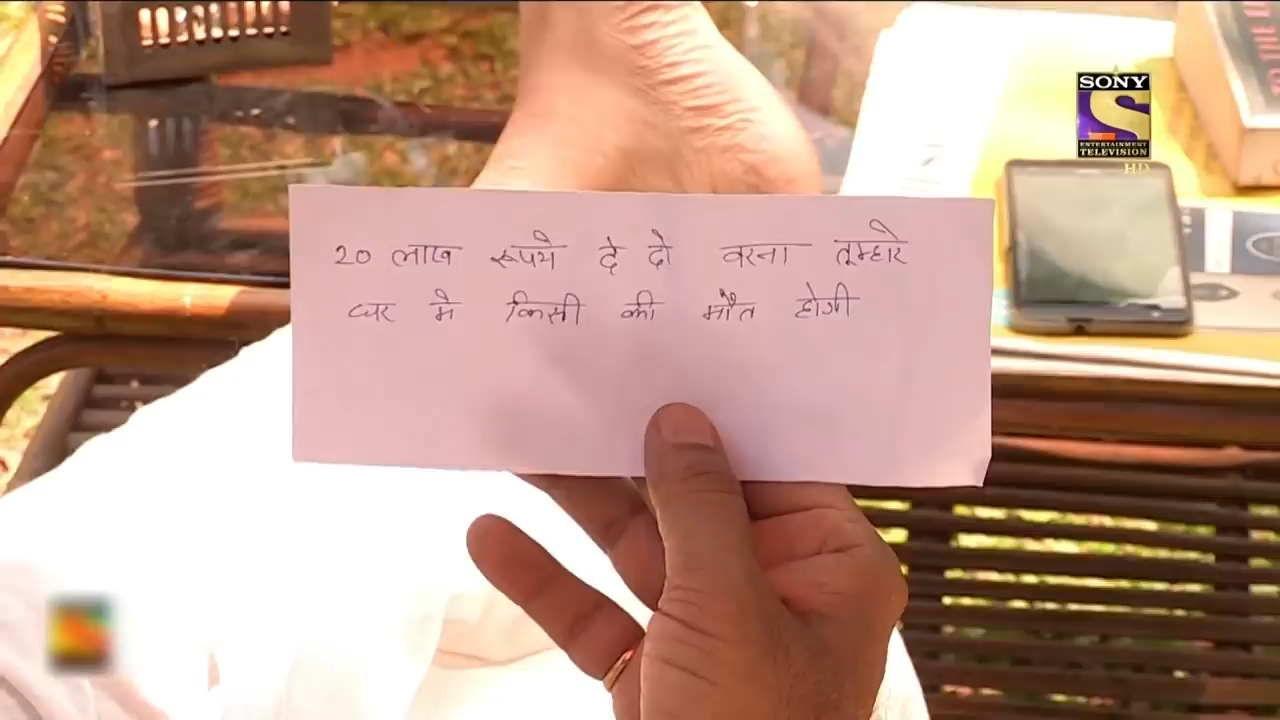 20 लाख रूपये दे दो वरना तूम्हारे
घर मे किसी की मौत होगी
SONY
ENTERTAINMENT
TELEVISION
HD